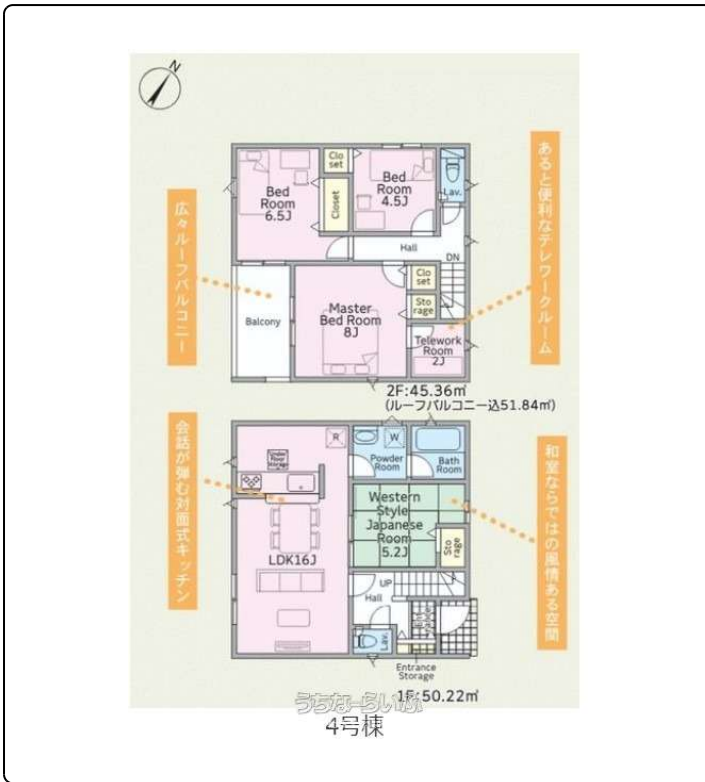 N
広々ルーフバルコニー
あると便利なテレワークルーム
Bed
Room
6.5J
Clo
set
Closet
Bed
Room
4.5J
Lav.
Hall
DN
Balcony
Master
Bed Room
8J
Clo
set
Sto
rage
Telework
Room
2J
2F:45.36㎡
(ルーフバルコニー込51.84㎡)
会話が弾む対面式キッチン
和室ならではの風情ある空間
Under
Floor
Storage
R
W
Powder
Room
Bath
Room
Western
Style
Japanese
Room
5.2J
Sto
rage
LDK16J
UP
Hall
Lav.
Entrance
Entrance
Storage
1F:50.22㎡
うちなーらいふ
4号棟